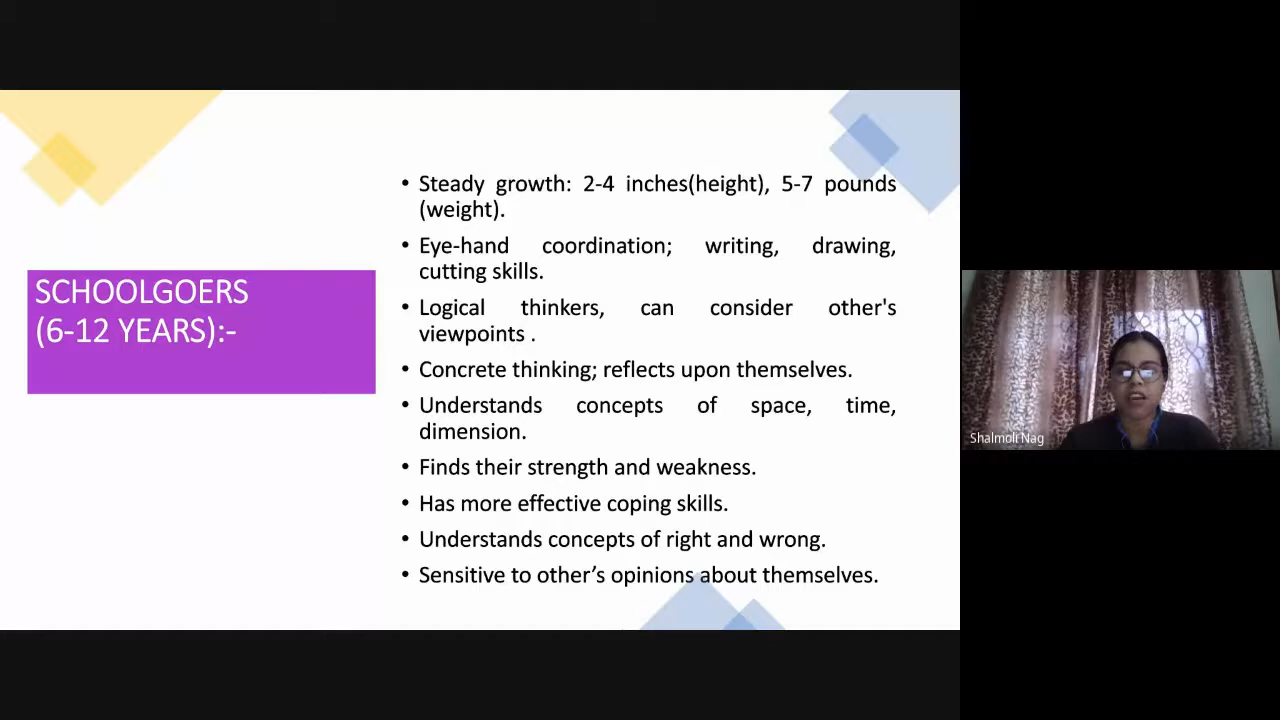 SCHOOLGOERS
(6-12 YEARS):-
• Steady growth: 2-4 inches(height), 5-7 pounds
(weight).
• Eye-hand coordination; writing, drawing,
cutting skills.
• Logical thinkers, can consider other's
viewpoints .
• Concrete thinking; reflects upon themselves.
• Understands concepts of space, time,
dimension.
• Finds their strength and weakness.
• Has more effective coping skills.
• Understands concepts of right and wrong.
• Sensitive to other’s opinions about themselves.
Shalmoli Nag